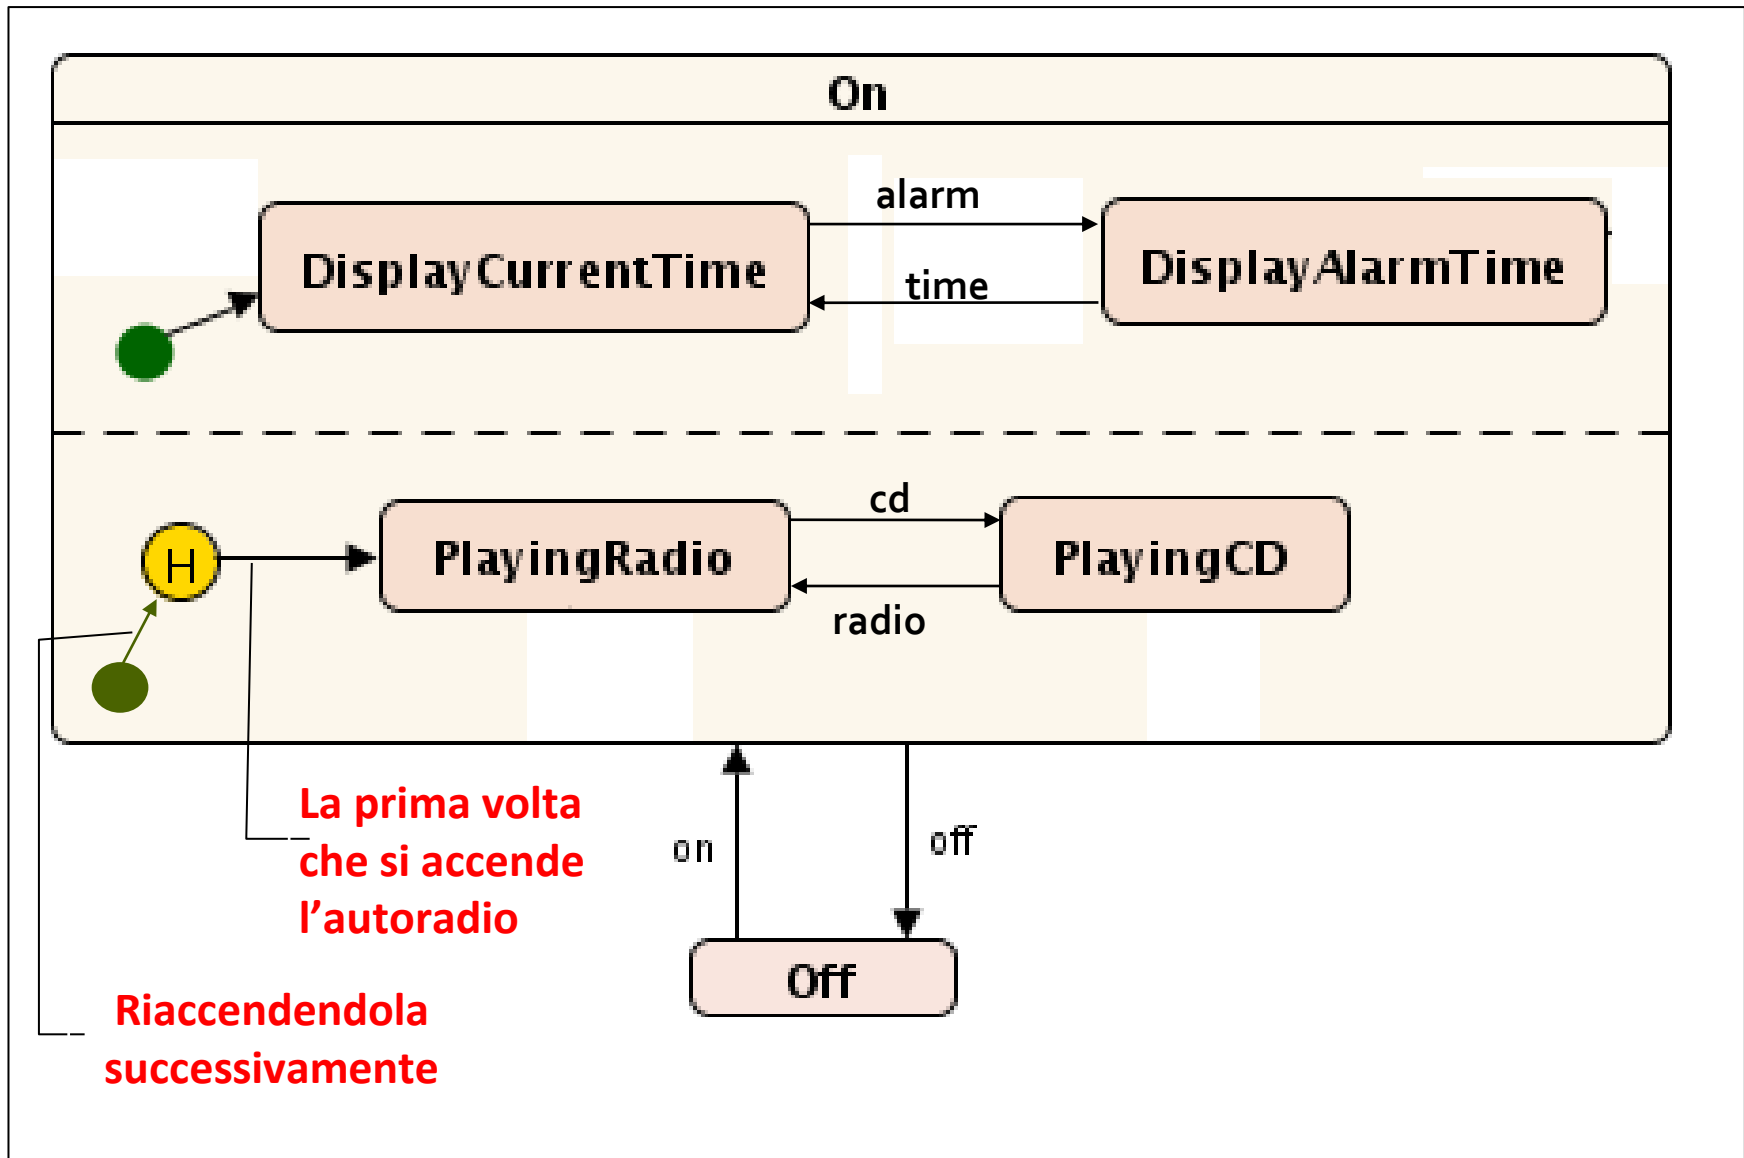 On
alarm
DisplayCurrentTime
DisplayAlarmTime
time
cd
H
PlayingRadio
PlayingCD
radio
La prima volta
che si accende
l’autoradio
on
off
Off
Riaccendendola
successivamente